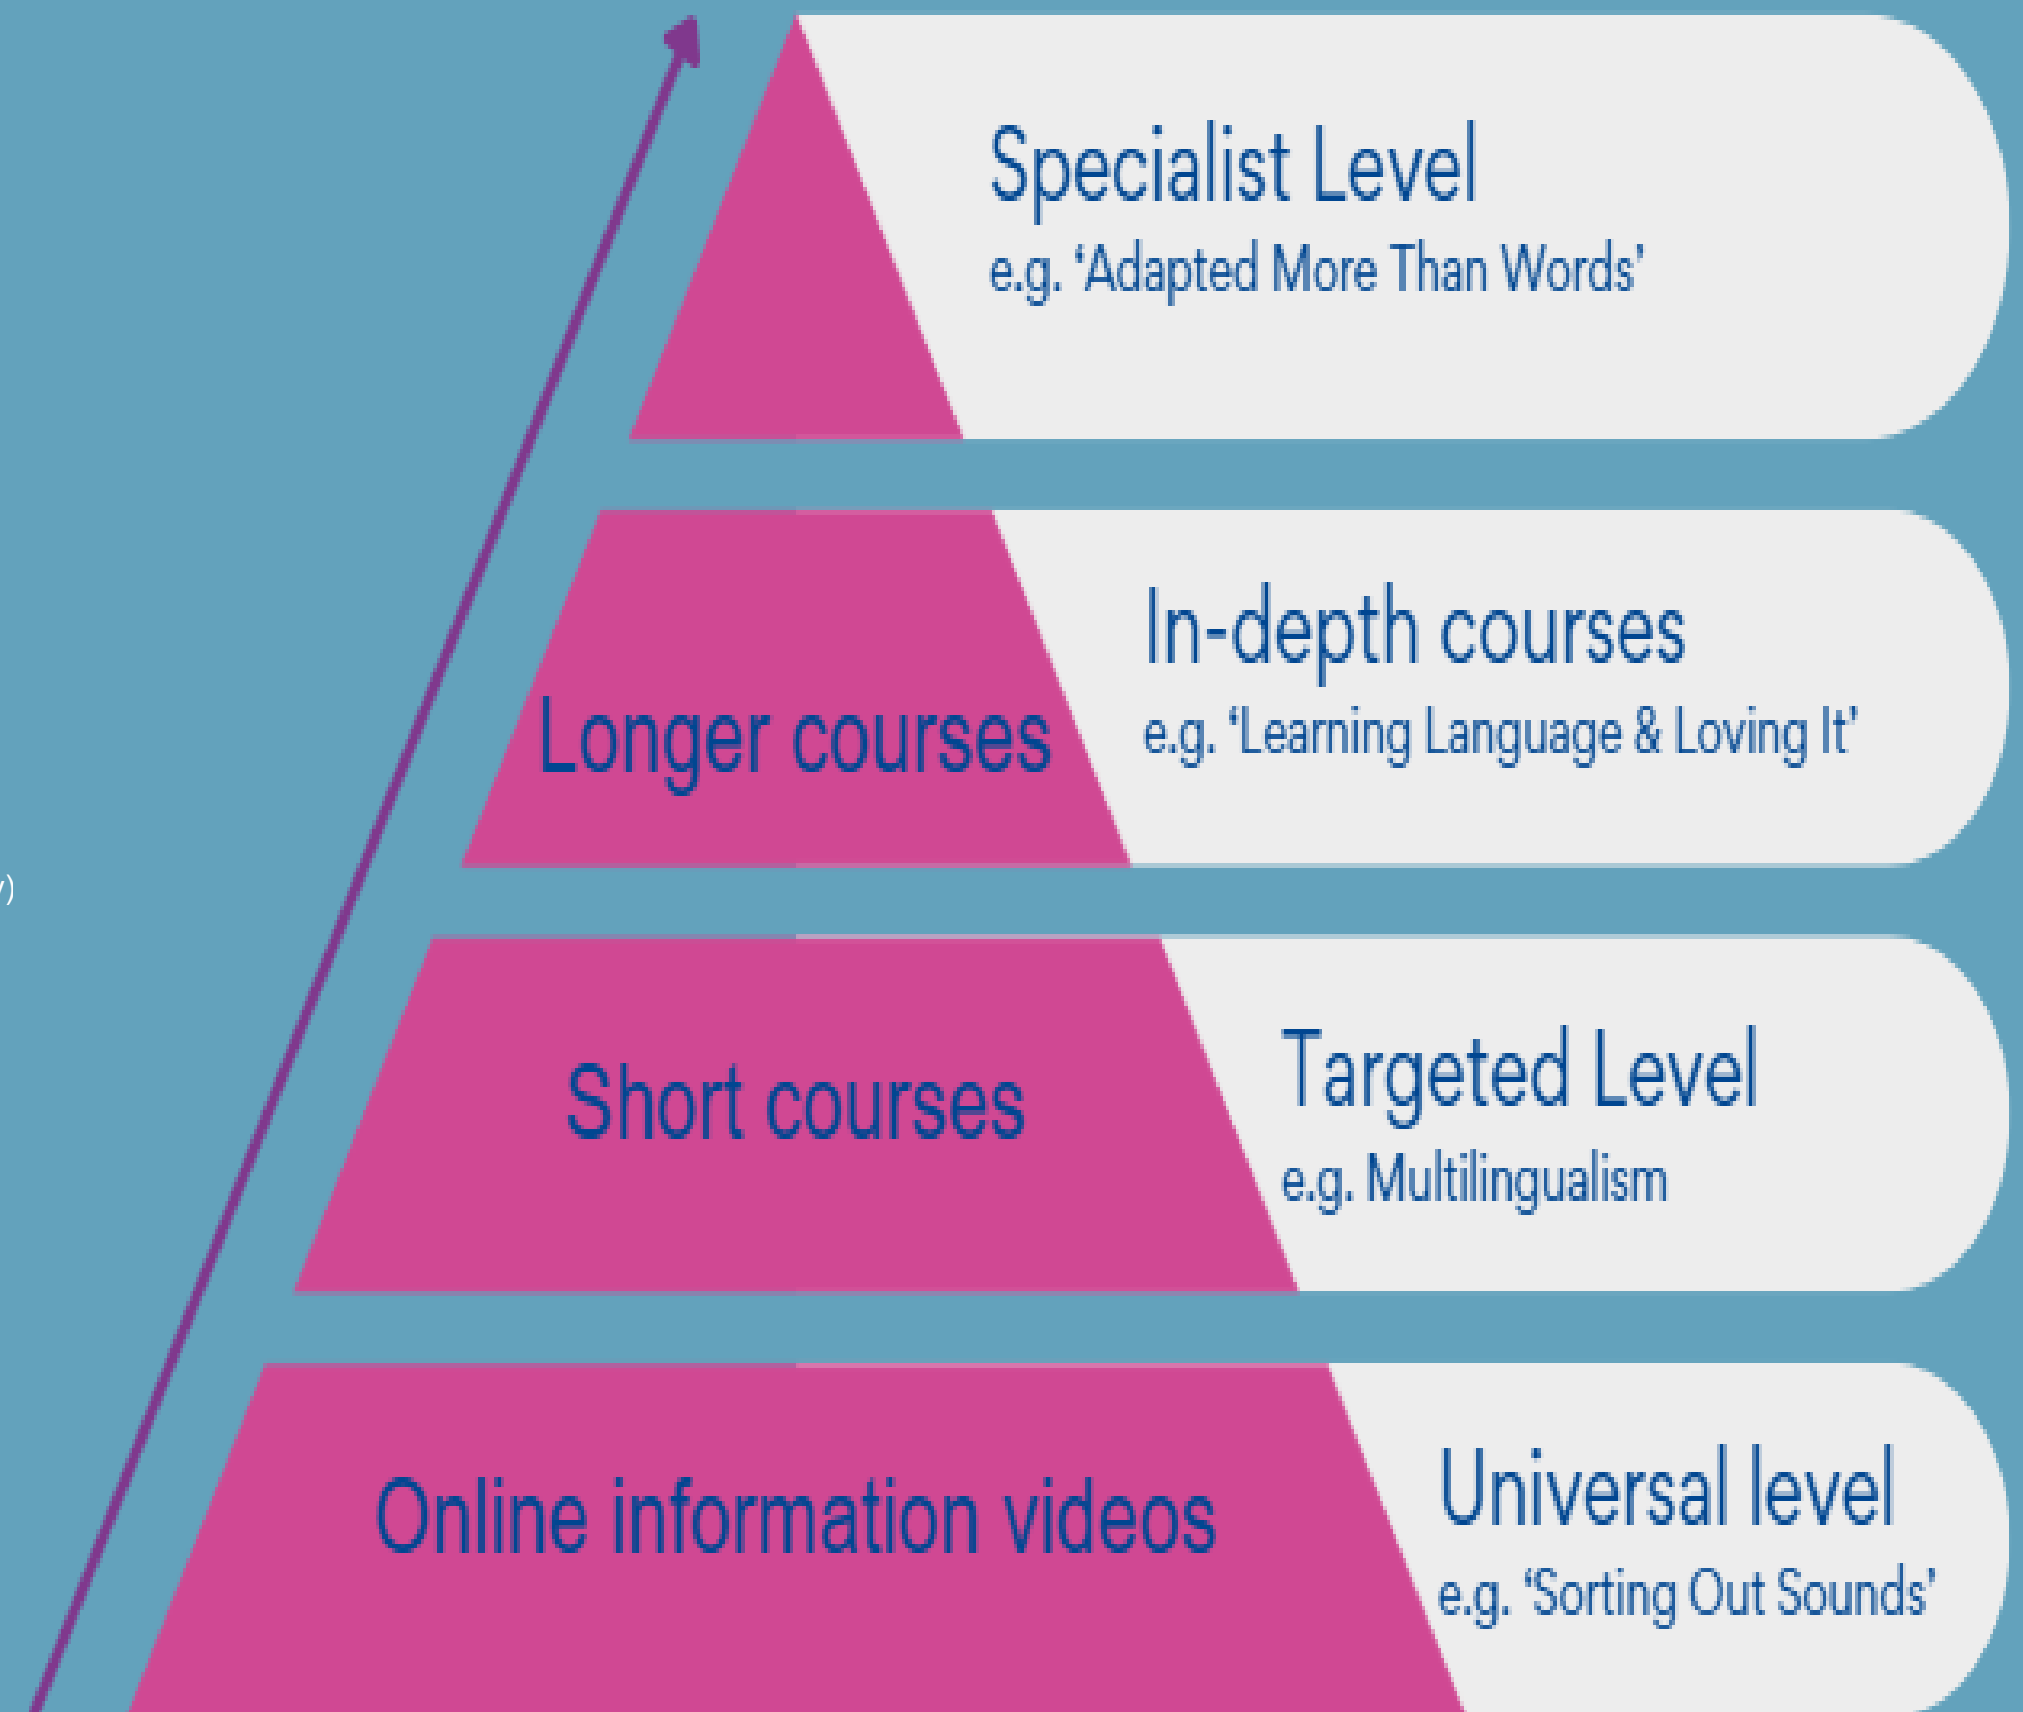 Specialist Level
e.g. ‘Adapted More Than Words’
In-depth courses
e.g. ‘Learning Language & Loving It’
Longer courses
Targeted Level
e.g. Multilingualism
Short courses
Universal level
e.g. ‘Sorting Out Sounds’
Online information videos